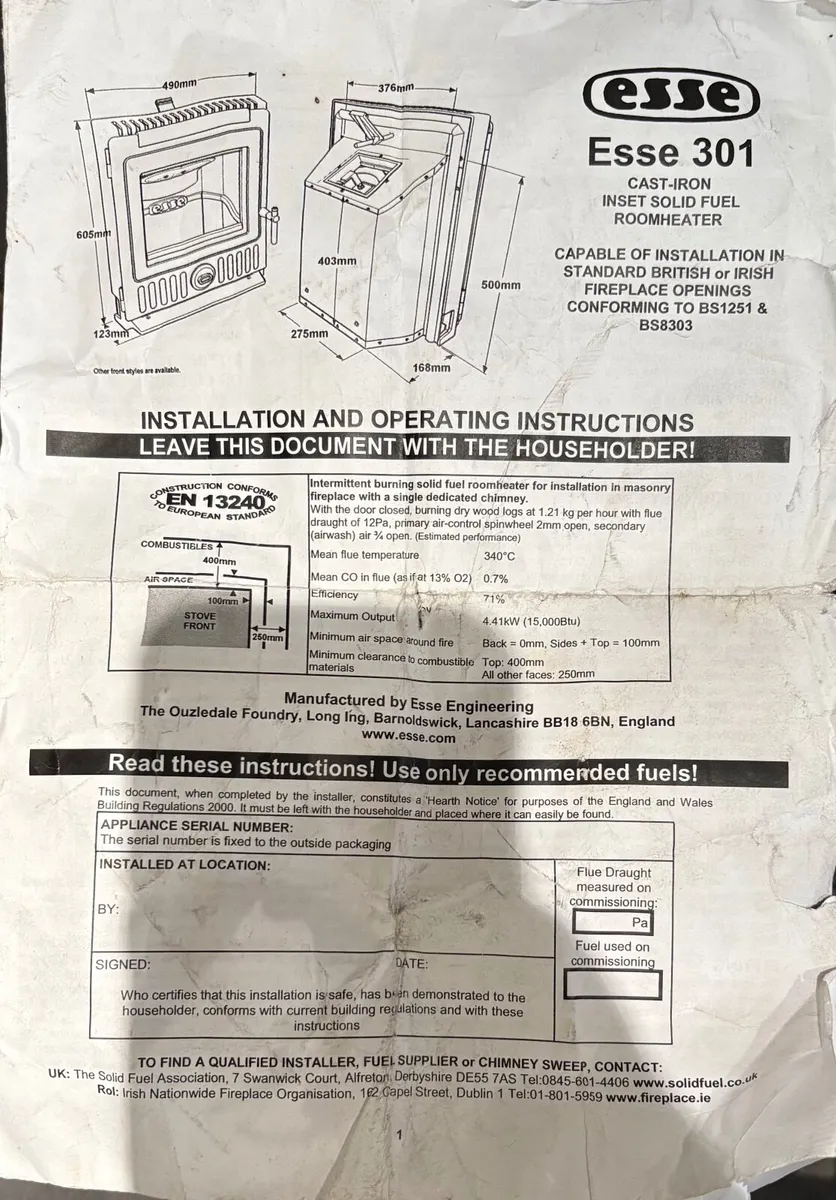 490mm
605mm
123mm
esse
Other front styles are available.
376mm
403mm
500mm
275mm
168mm
esse
Esse 301
CAST-IRON
INSET SOLID FUEL
ROOMHEATER
CAPABLE OF INSTALLATION IN
STANDARD BRITISH or IRISH
FIREPLACE OPENINGS
CONFORMING TO BS1251 &
BS8303
INSTALLATION AND OPERATING INSTRUCTIONS
LEAVE THIS DOCUMENT WITH THE HOUSEHOLDER!
CONSTRUCTION CONFORMS
EN 13240
TO EUROPEAN STANDARD
COMBUSTIBLES
400mm
AIR SPACE
100mm
STOVE
FRONT
250mm
Intermittent burning solid fuel roomheater for installation in masonry
fireplace with a single dedicated chimney.
With the door closed, burning dry wood logs at 1.21 kg per hour with flue
draught of 12Pa, primary air-control spinwheel 2mm open, secondary
(airwash) air ¾ open. (Estimated performance)
Mean flue temperature 340°C
Mean CO in flue (as if at 13% O2) 0.7%
Efficiency 71%
Maximum Output 4.41kW (15,000Btu)
Minimum air space around fire Back = 0mm, Sides + Top = 100mm
Minimum clearance to combustible Top: 400mm
materials All other faces: 250mm
Manufactured by Esse Engineering
The Ouzledale Foundry, Long Ing, Barnoldswick, Lancashire BB18 6BN, England
www.esse.com
Read these instructions! Use only recommended fuels!
This document, when completed by the installer, constitutes a 'Hearth Notice' for purposes of the England and Wales
Building Regulations 2000. It must be left with the householder and placed where it can easily be found.
APPLIANCE SERIAL NUMBER:
The serial number is fixed to the outside packaging
INSTALLED AT LOCATION:
BY:
SIGNED: DATE:
Who certifies that this installation is safe, has been demonstrated to the
householder, conforms with current building regulations and with these
instructions
Flue Draught
measured on
commissioning:
Pa
Fuel used on
commissioning
TO FIND A QUALIFIED INSTALLER, FUEL SUPPLIER or CHIMNEY SWEEP, CONTACT:
UK: The Solid Fuel Association, 7 Swanwick Court, Alfreton, Derbyshire DE55 7AS Tel:0845-601-4406 www.solidfuel.co.uk
RoI: Irish Nationwide Fireplace Organisation, 162 Capel Street, Dublin 1 Tel:01-801-5959 www.fireplace.ie
1